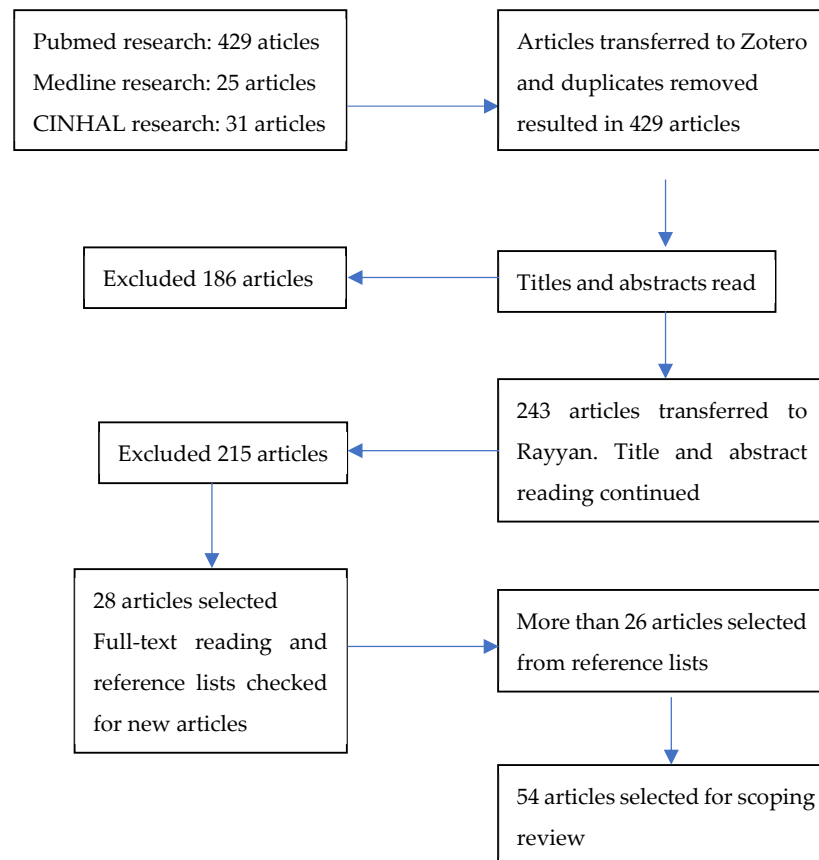 Pubmed research: 429 aticles
Medline research: 25 articles
CINHAL research: 31 articles
Articles transferred to Zotero
and duplicates removed
resulted in 429 articles
Excluded 186 articles
Titles and abstracts read
243 articles transferred to
Rayyan. Title and abstract
reading continued
Excluded 215 articles
28 articles selected
Full-text reading and
reference lists checked
for new articles
More than 26 articles selected
from reference lists
54 articles selected for scoping
review